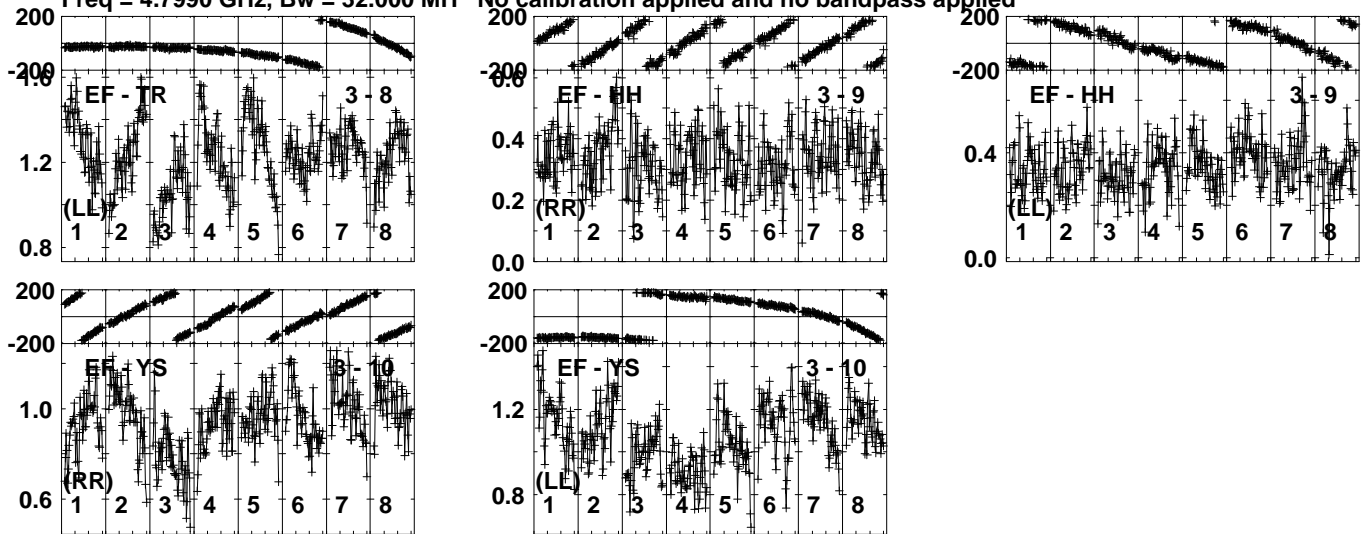 Freq = 4.7990 GHz, Bw = 32.000 MH No calibration applied and no bandpass applied
200
-200
1.6
EF - TR 3 - 8
1.2
(LL)
1 2 3 4 5 6 7 8
0.8
200
-200
0.6
EF - HH 3 - 9
0.4
0.2
(RR)
1 2 3 4 5 6 7 8
0.0
200
-200
EF - HH 3 - 9
0.4
(LL)
1 2 3 4 5 6 7 8
0.0
200
-200
EF - YS 3 - 10
1.0
(RR)
0.6
1 2 3 4 5 6 7 8
200
-200
EF - YS 3 - 10
1.2
(LL)
0.8
1 2 3 4 5 6 7 8